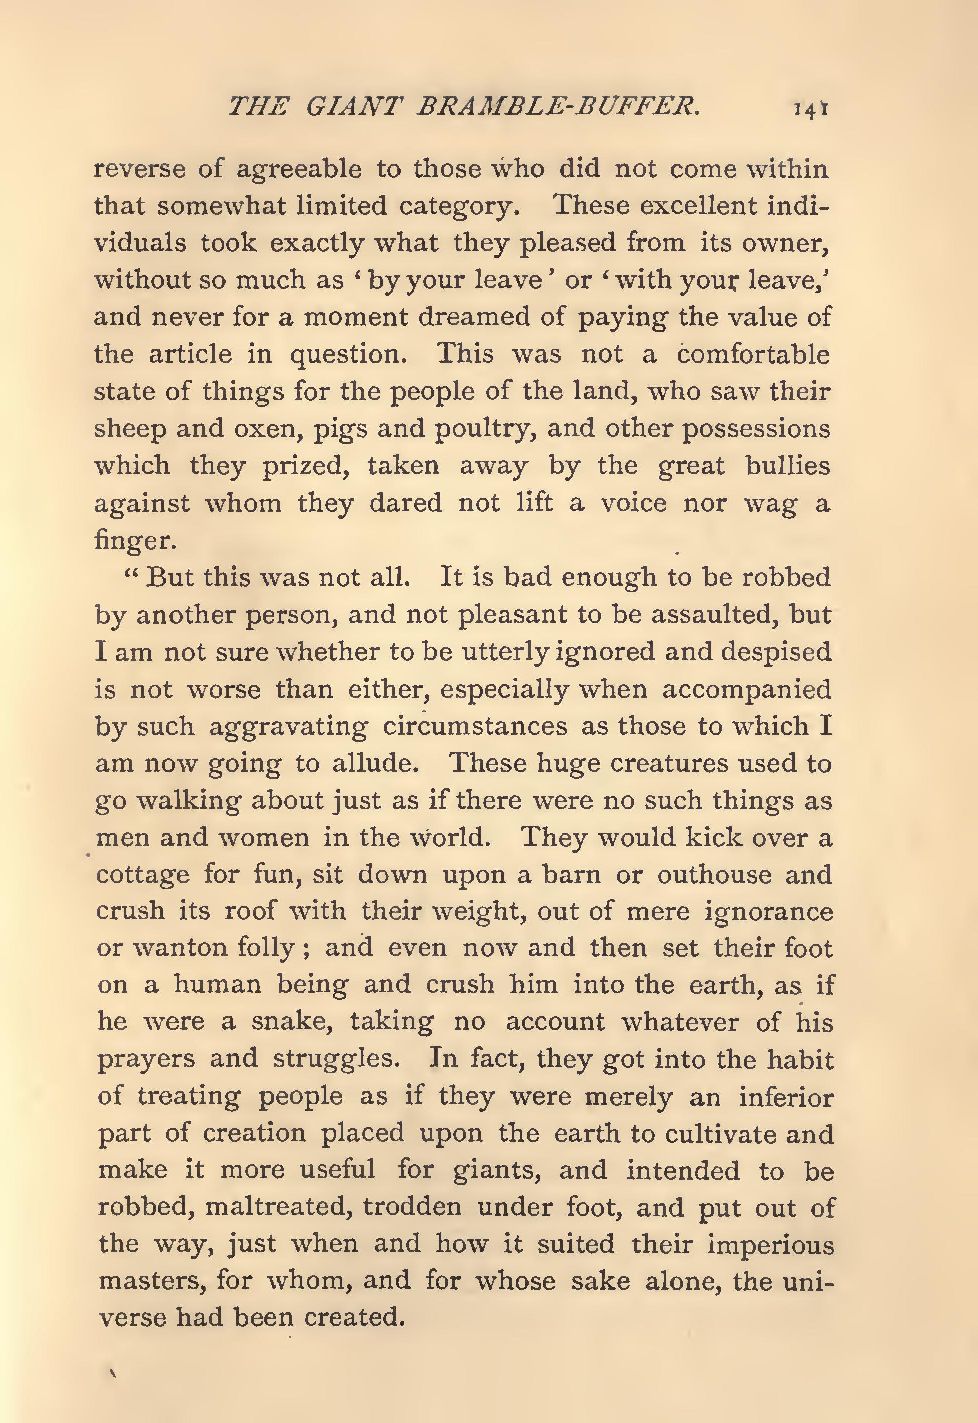 THE GIANT BRAMBLE-BUFFER. 141
reverse of agreeable to those who did not come within
that somewhat limited category. These excellent indi-
viduals took exactly what they pleased from its owner,
without so much as ‘by your leave’ or ‘with your leave,’
and never for a moment dreamed of paying the value of
the article in question. This was not a comfortable
state of things for the people of the land, who saw their
sheep and oxen, pigs and poultry, and other possessions
which they prized, taken away by the great bullies
against whom they dared not lift a voice nor wag a
finger.
“But this was not all. It is bad enough to be robbed
by another person, and not pleasant to be assaulted, but
I am not sure whether to be utterly ignored and despised
is not worse than either, especially when accompanied
by such aggravating circumstances as those to which I
am now going to allude. These huge creatures used to
go walking about just as if there were no such things as
men and women in the world. They would kick over a
cottage for fun, sit down upon a barn or outhouse and
crush its roof with their weight, out of mere ignorance
or wanton folly; and even now and then set their foot
on a human being and crush him into the earth, as if
he were a snake, taking no account whatever of his
prayers and struggles. In fact, they got into the habit
of treating people as if they were merely an inferior
part of creation placed upon the earth to cultivate and
make it more useful for giants, and intended to be
robbed, maltreated, trodden under foot, and put out of
the way, just when and how it suited their imperious
masters, for whom, and for whose sake alone, the uni-
verse had been created.